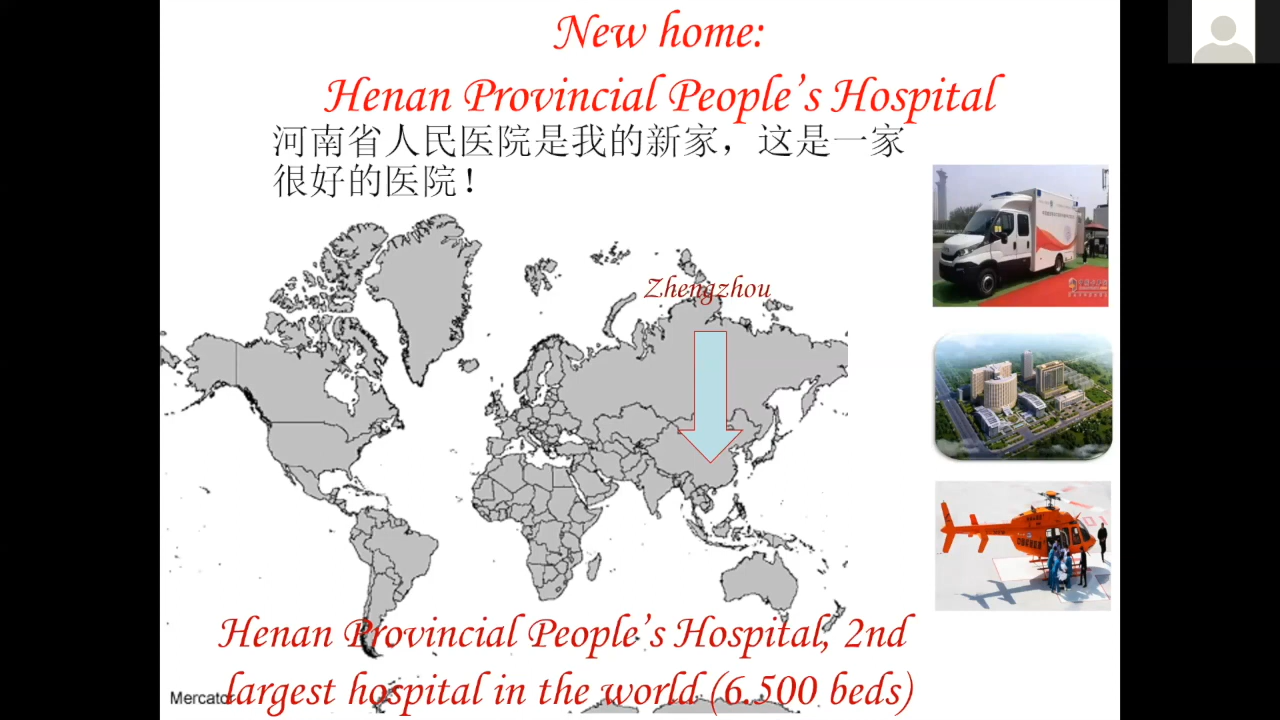 New home:
Henan Provincial People's Hospital
河南省人民医院是我的新家，这是一家
很好的医院！
Zhengzhou
Henan Provincial People's Hospital, 2nd
largest hospital in the world (6.500 beds)
Mercator